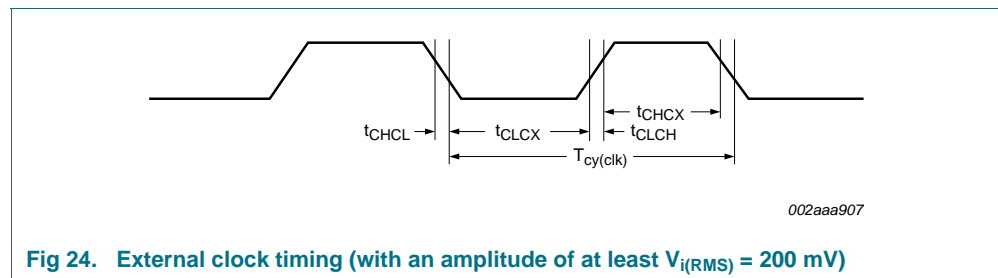 tCHCX
tCHCL tCLCX tCLCH
Tcy(clk)
002aaa907
Fig 24. External clock timing (with an amplitude of at least Vi(RMS) = 200 mV)